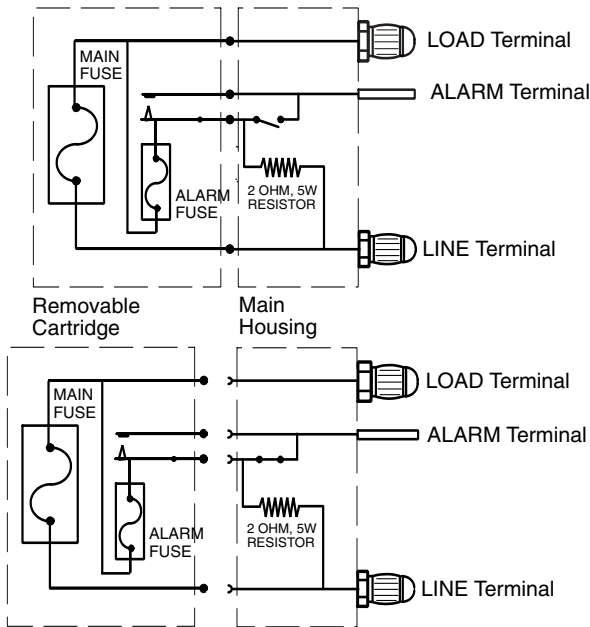 LOAD Terminal
MAIN
FUSE
ALARM Terminal
ALARM
FUSE
2 OHM, 5W
RESISTOR
LINE Terminal
Removable
Cartridge
Main
Housing
LOAD Terminal
MAIN
FUSE
ALARM Terminal
ALARM
FUSE
2 OHM, 5W
RESISTOR
LINE Terminal